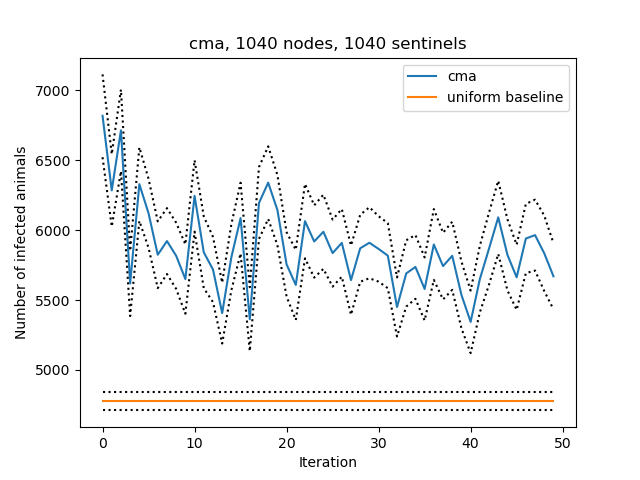 cma, 1040 nodes, 1040 sentinels
cma
uniform baseline
Number of infected animals
7000
6500
6000
5500
5000
0 10 20 30 40 50
Iteration